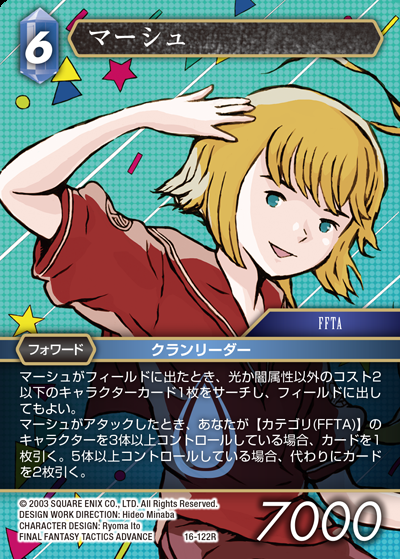 6
マーシュ
FFTA
フォワード
クランリーダー
マーシュがフィールドに出たとき、光か闇属性以外のコスト2
以下のキャラクターカード1枚をサーチし、フィールドに出し
てもよい。
マーシュがアタックしたとき、あなたが【カテゴリ(FFTA)】の
キャラクターを3体以上コントロールしている場合、カードを1
枚引く。5体以上コントロールしている場合、代わりにカード
を2枚引く。
© 2003 SQUARE ENIX CO., LTD. All Rights Reserved.
DESIGN WORK DIRECTION: Hideo Minaba
CHARACTER DESIGN: Ryoma Ito
FINAL FANTASY TACTICS ADVANCE
16-122R
7000